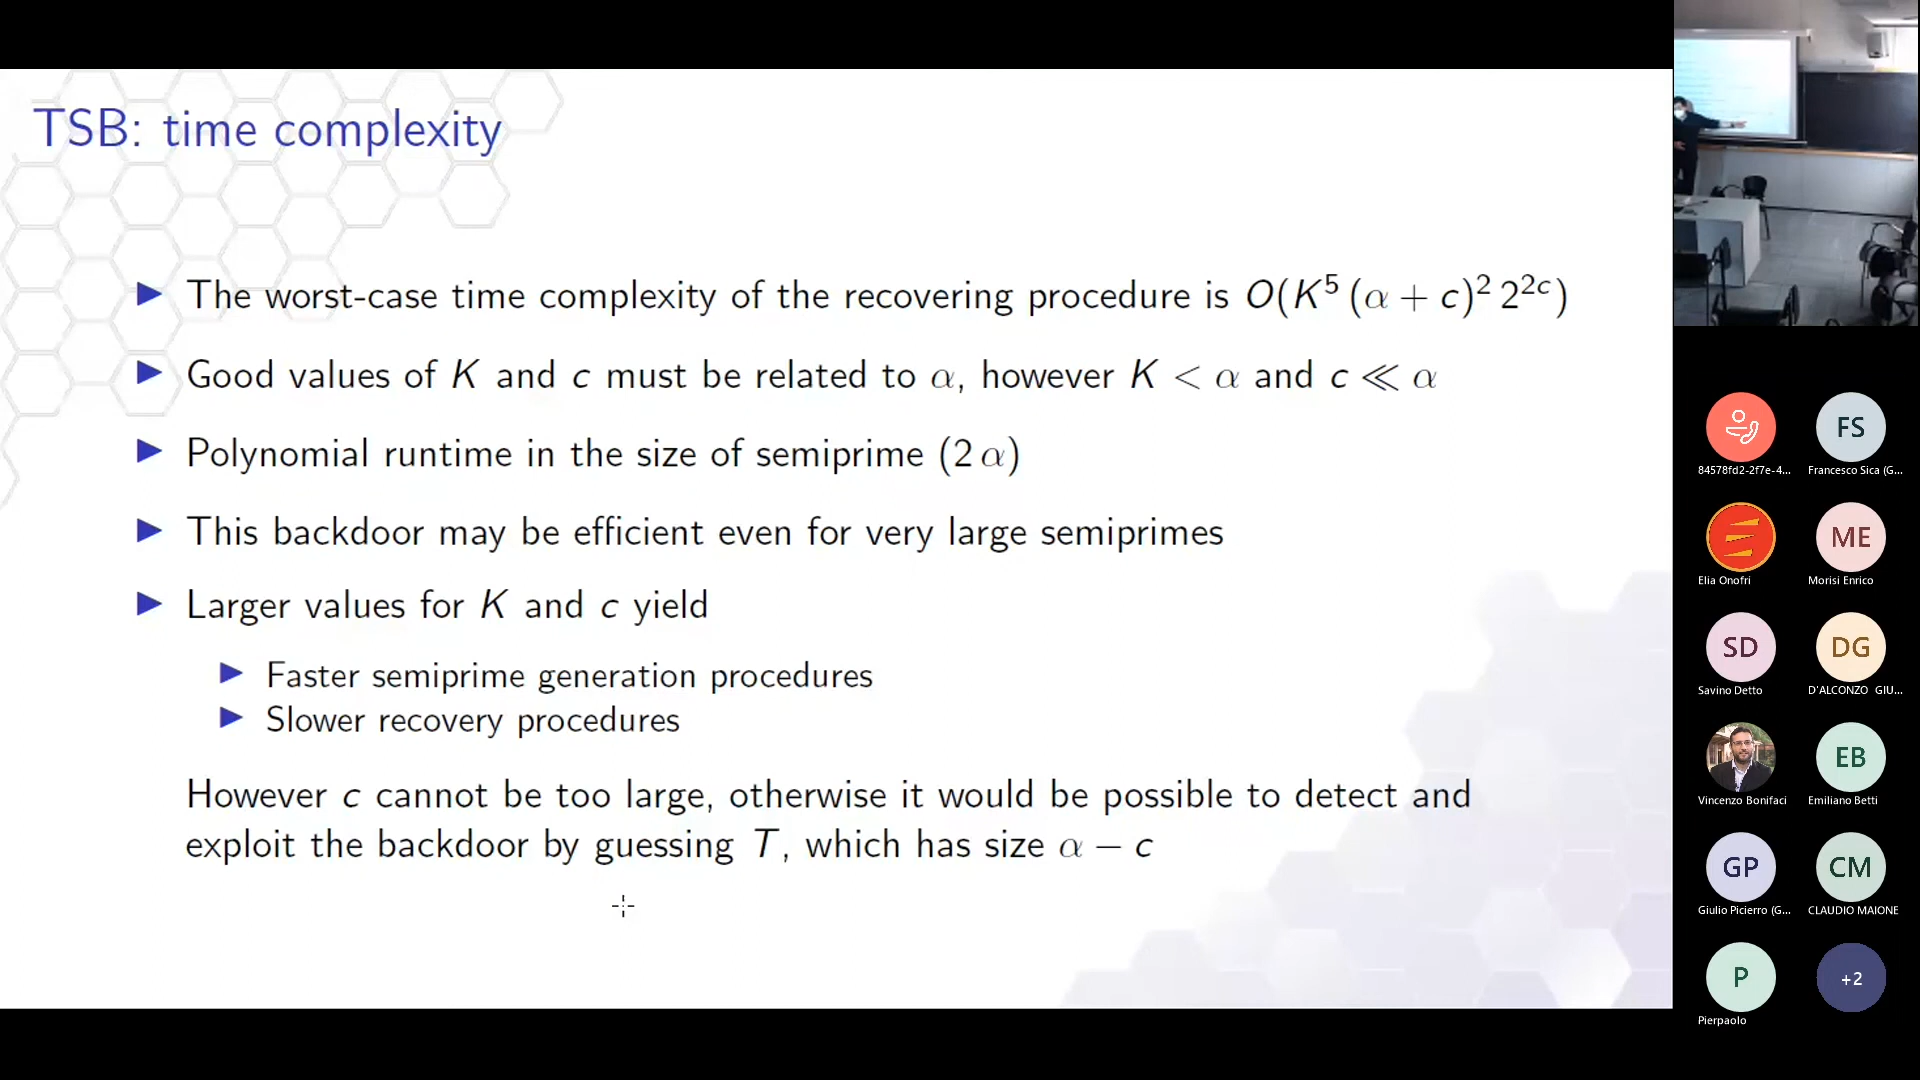 TSB: time complexity
▶ The worst-case time complexity of the recovering procedure is O(K⁵ (α + c)² 2²ᶜ)
▶ Good values of K and c must be related to α, however K < α and c ≪ α
▶ Polynomial runtime in the size of semiprime (2 α)
▶ This backdoor may be efficient even for very large semiprimes
▶ Larger values for K and c yield
▶ Faster semiprime generation procedures
▶ Slower recovery procedures
However c cannot be too large, otherwise it would be possible to detect and
exploit the backdoor by guessing T, which has size α − c
FS
84578fd2-2f7e-4...
Francesco Sica (G...
ME
Elia Onofri
Morisi Enrico
SD
DG
Savino Detto
D'ALCONZO GIU...
EB
Vincenzo Bonifaci
Emiliano Betti
GP
CM
Giulio Picierro (G...
CLAUDIO MAIONE
P
+2
Pierpaolo